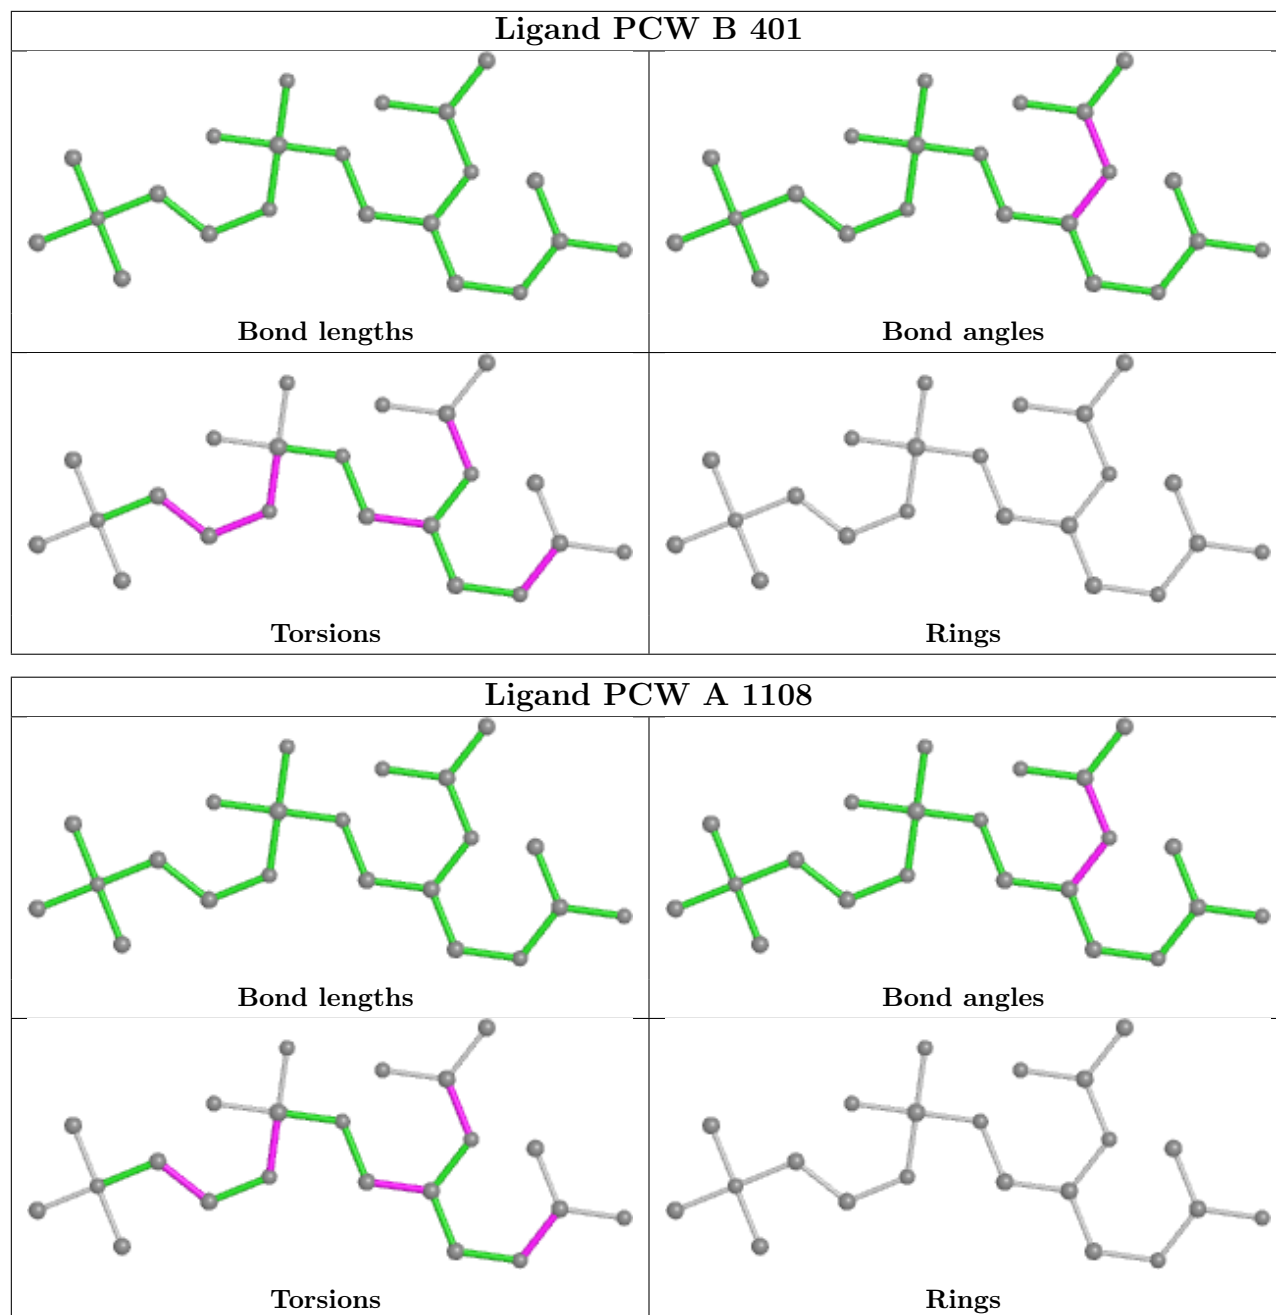 Ligand PCW B 401
Bond lengths
Bond angles
Torsions
Rings
Ligand PCW A 1108
Bond lengths
Bond angles
Torsions
Rings